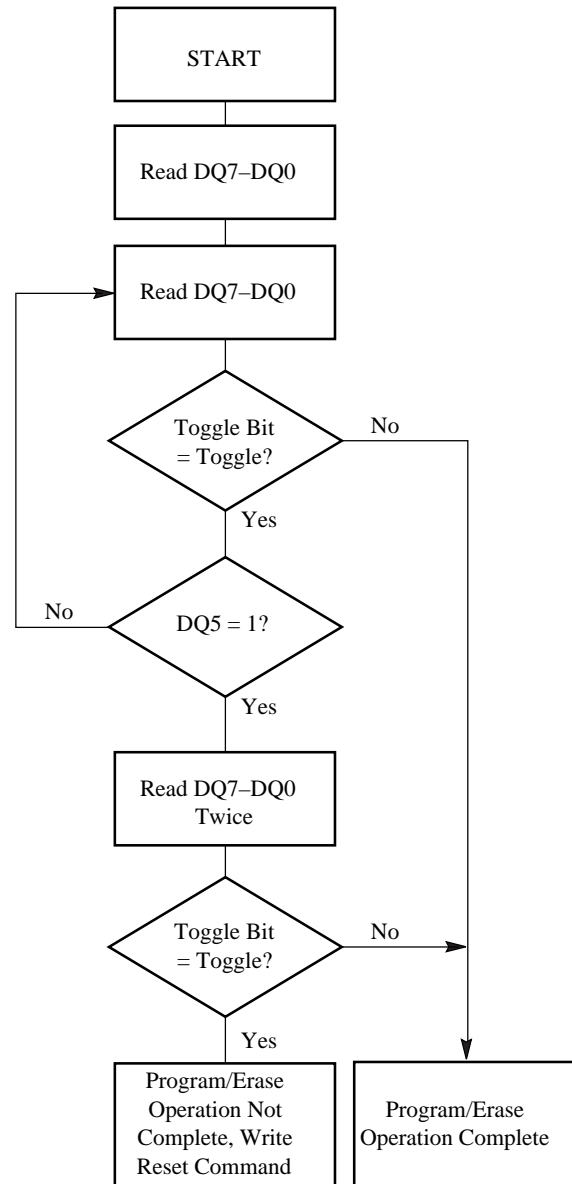 START
Read DQ7–DQ0
Read DQ7–DQ0
Toggle Bit
= Toggle?
No
Yes
No
DQ5 = 1?
Yes
Read DQ7–DQ0
Twice
Toggle Bit
= Toggle?
No
Yes
Program/Erase
Operation Not
Complete, Write
Reset Command
Program/Erase
Operation Complete